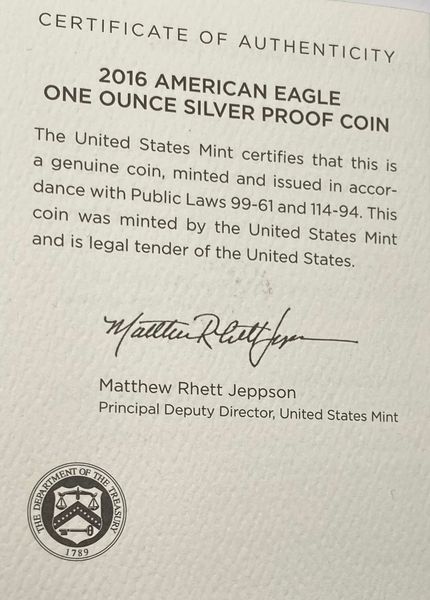 CERTIFICATE OF AUTHENTICITY
2016 AMERICAN EAGLE
ONE OUNCE SILVER PROOF COIN
The United States Mint certifies that this is
a genuine coin, minted and issued in accor-
dance with Public Laws 99-61 and 114-94. This
coin was minted by the United States Mint
and is legal tender of the United States.
Matthew Rhett Jeppson
Matthew Rhett Jeppson
Principal Deputy Director, United States Mint
THE DEPARTMENT OF THE TREASURY
1789